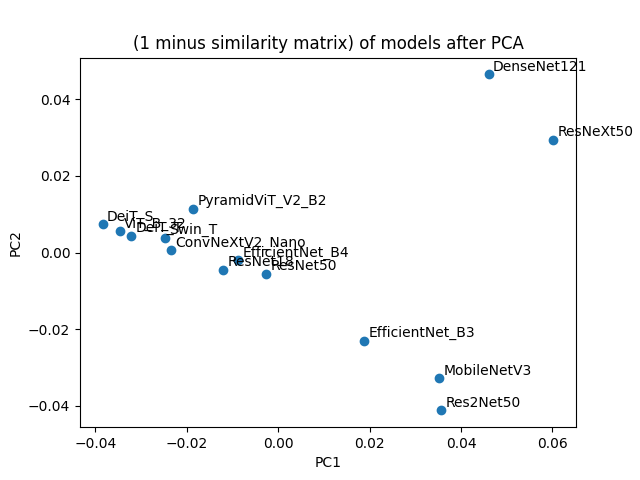 (1 minus similarity matrix) of models after PCA
DenseNet121
0.04
ResNeXt50
0.02
PyramidViT_V2_B2
DeiT_S
ViT_B_32
DeiT_T
Swin_T
ConvNeXtV2_Nano
0.00
EfficientNet_B4
ResNet18
ResNet50
PC2
−0.02
EfficientNet_B3
MobileNetV3
−0.04
Res2Net50
−0.04
−0.02
0.00
0.02
0.04
0.06
PC1